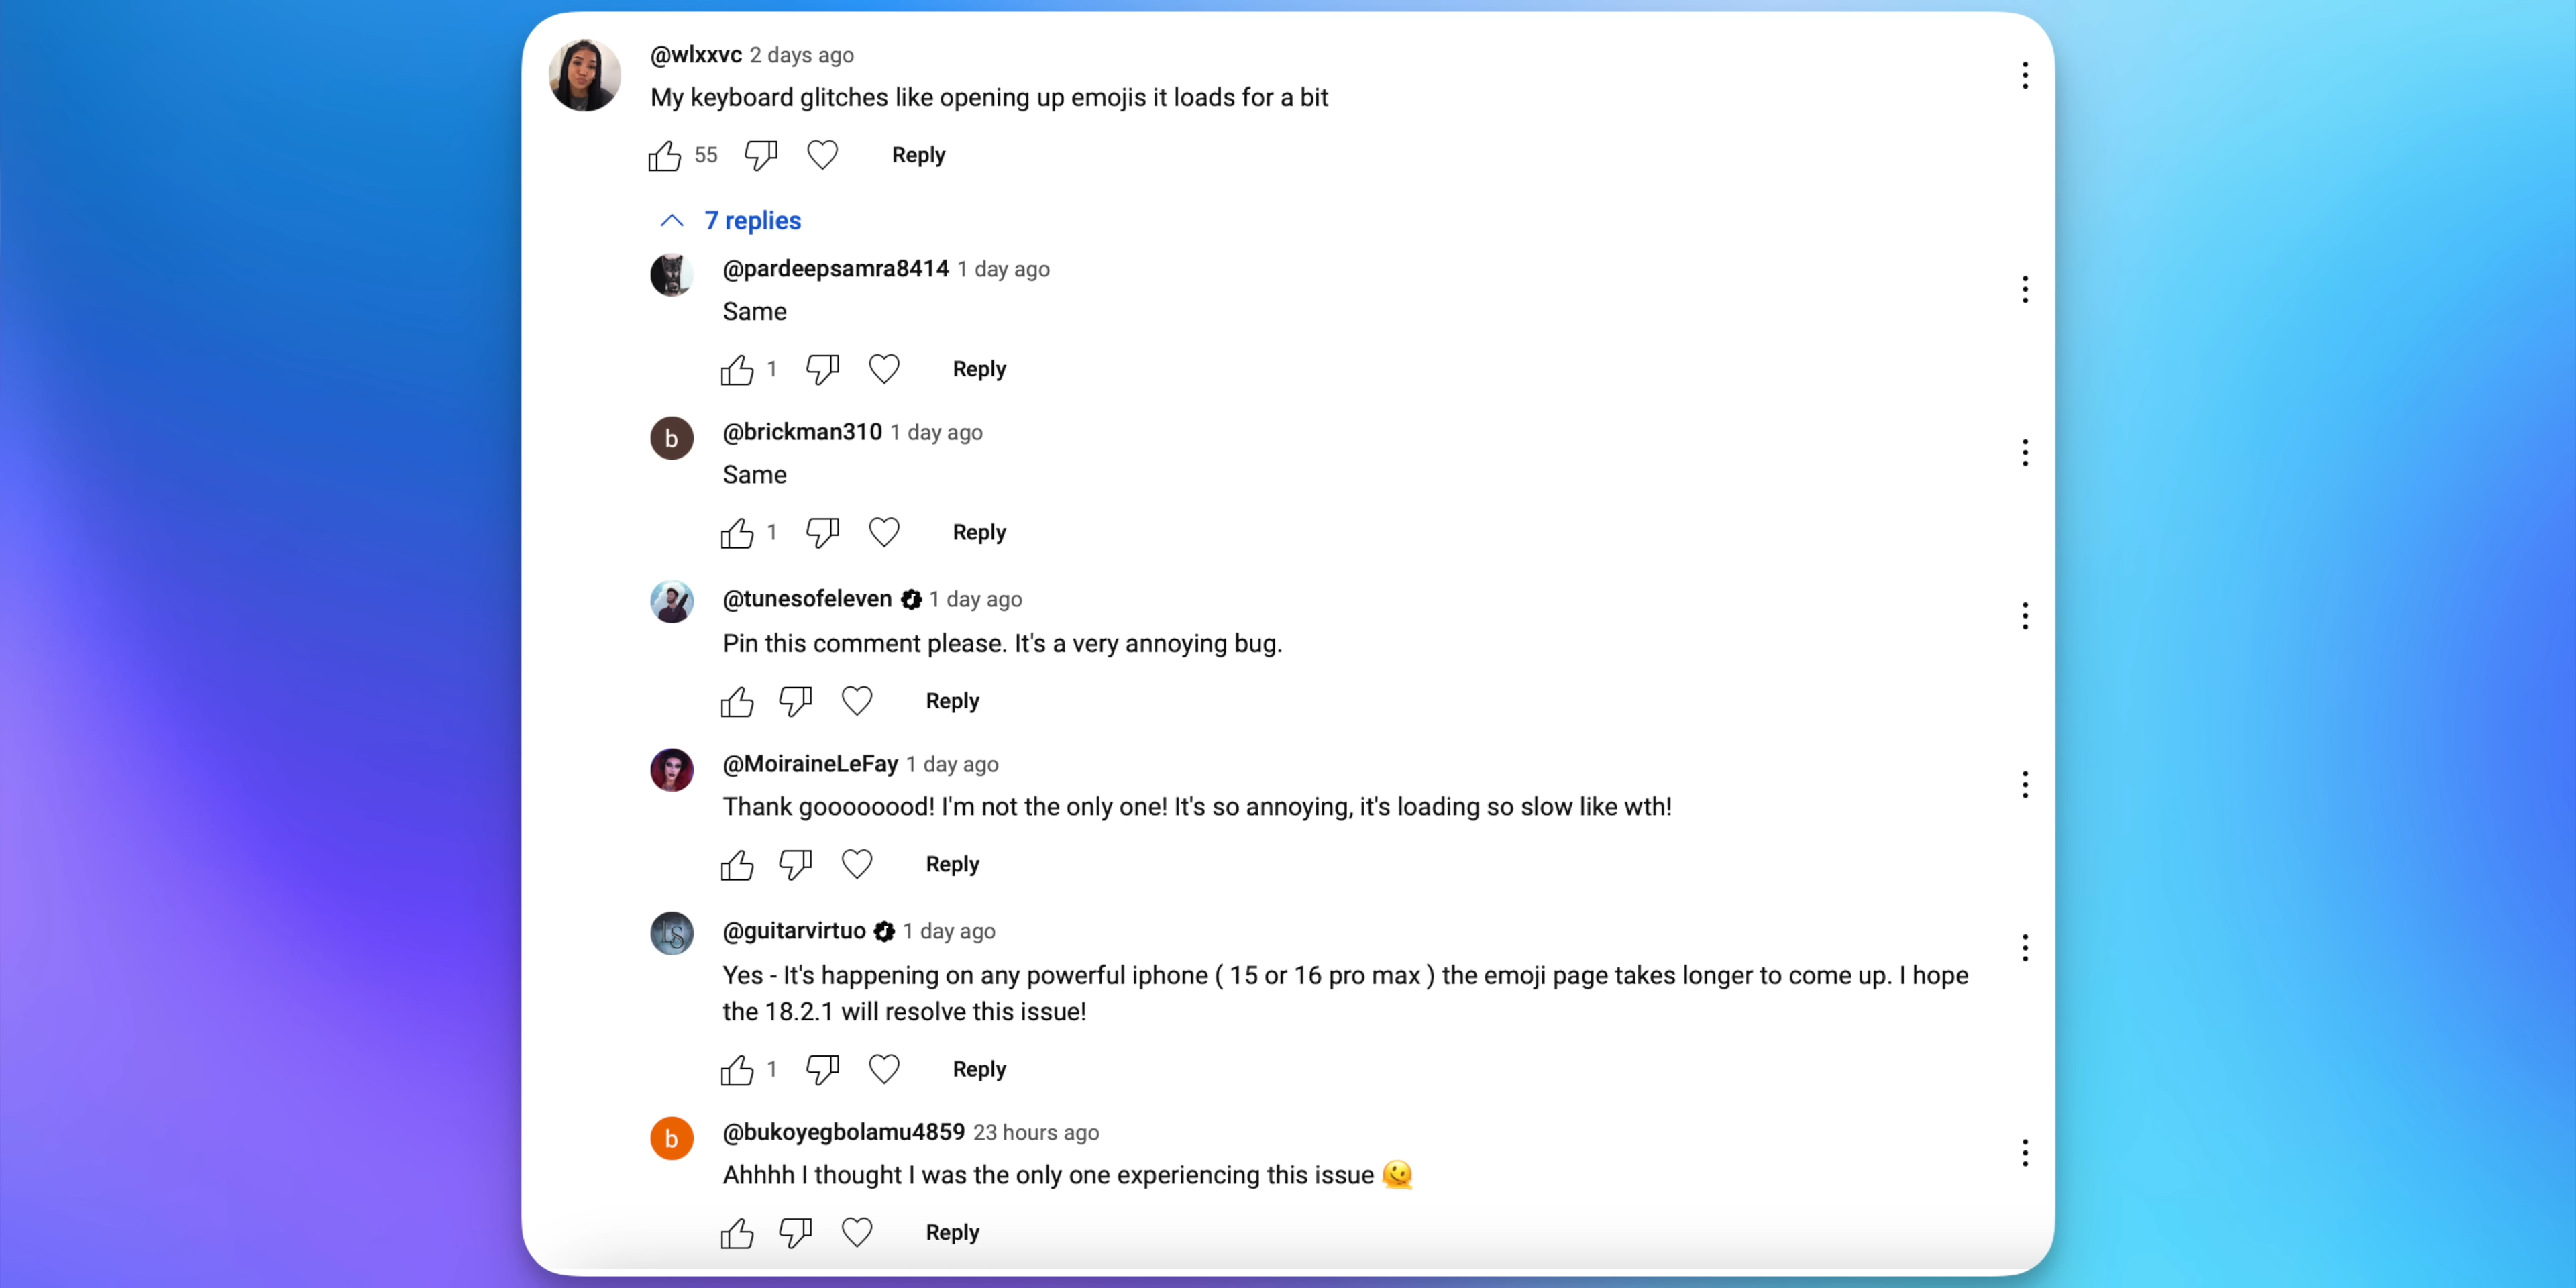 @wlxxvc 2 days ago
My keyboard glitches like opening up emojis it loads for a bit
55 Reply
7 replies
@pardeepsamra8414 1 day ago
Same
1 Reply
b @brickman310 1 day ago
Same
1 Reply
@tunesofeleven 1 day ago
Pin this comment please. It's a very annoying bug.
Reply
@MoiraineLeFay 1 day ago
Thank goooooood! I'm not the only one! It's so annoying, it's loading so slow like wth!
Reply
LS @guitarvirtuo 1 day ago
Yes - It's happening on any powerful iphone ( 15 or 16 pro max ) the emoji page takes longer to come up. I hope
the 18.2.1 will resolve this issue!
1 Reply
b @bukoyegbolamu4859 23 hours ago
Ahhhh I thought I was the only one experiencing this issue 🫠
Reply